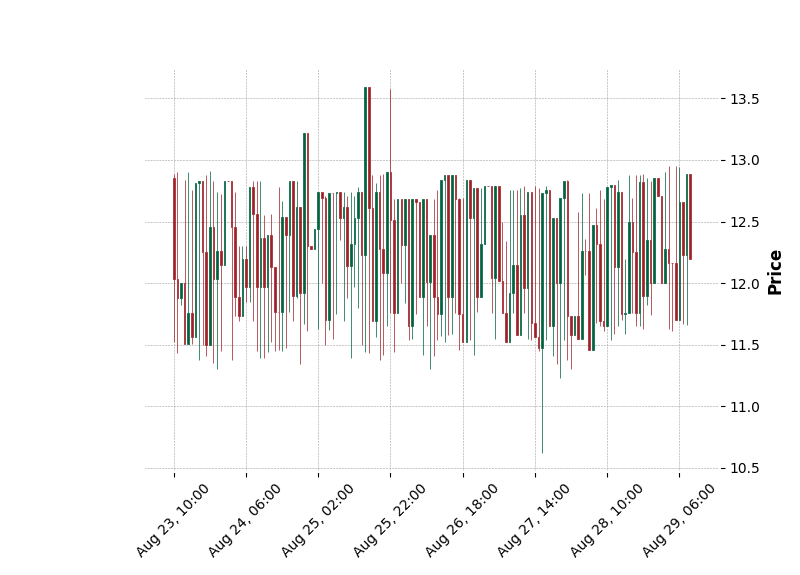 13.5
13.0
12.5
12.0
11.5
11.0
10.5
Price
Aug 23, 10:00
Aug 24, 06:00
Aug 25, 02:00
Aug 25, 22:00
Aug 26, 18:00
Aug 27, 14:00
Aug 28, 10:00
Aug 29, 06:00